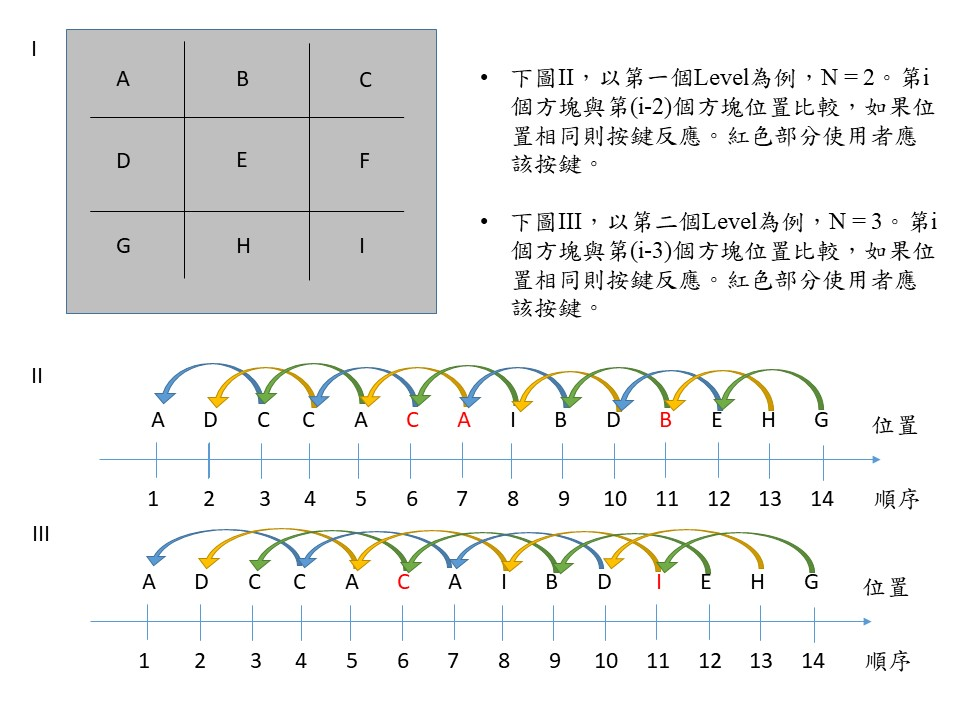 I
A B C
D E F
G H I
• 下圖II，以第一個Level為例，N = 2。第i
個方塊與第(i-2)個方塊位置比較，如果位
置相同則按鍵反應。紅色部分使用者應
該按鍵。
• 下圖III，以第二個Level為例，N = 3。第i
個方塊與第(i-3)個方塊位置比較，如果位
置相同則按鍵反應。紅色部分使用者應
該按鍵。
II
A D C C A C A I B D B E H G 位置
1 2 3 4 5 6 7 8 9 10 11 12 13 14 順序
III
A D C C A C A I B D I E H G 位置
1 2 3 4 5 6 7 8 9 10 11 12 13 14 順序